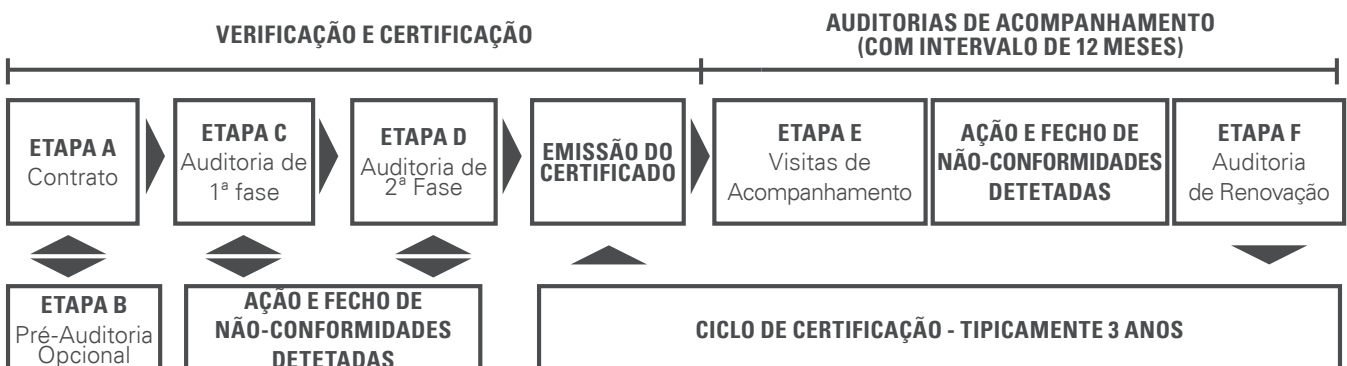 VERIFICAÇÃO E CERTIFICAÇÃO
AUDITORIAS DE ACOMPANHAMENTO
(COM INTERVALO DE 12 MESES)
ETAPA A
Contrato
ETAPA C
Auditoria de
1ª fase
ETAPA D
Auditoria de
2ª Fase
EMISSÃO DO
CERTIFICADO
ETAPA E
Visitas de
Acompanhamento
AÇÃO E FECHO DE
NÃO-CONFORMIDADES
DETETADAS
ETAPA F
Auditoria
de Renovação
ETAPA B
Pré-Auditoria
Opcional
AÇÃO E FECHO DE
NÃO-CONFORMIDADES
DETETADAS
CICLO DE CERTIFICAÇÃO - TIPICAMENTE 3 ANOS